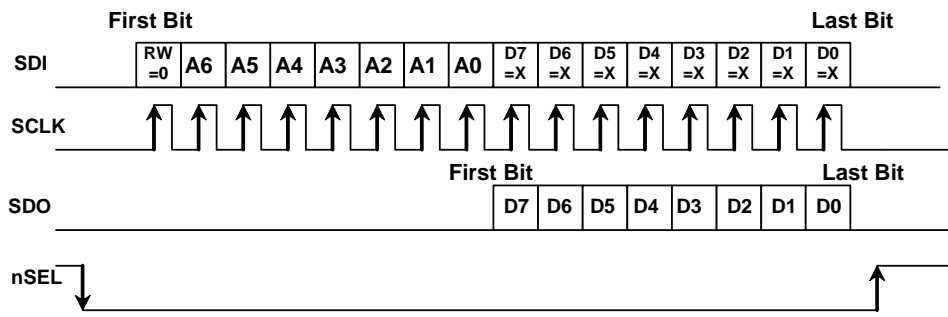 First Bit Last Bit
SDI RW =0 A6 A5 A4 A3 A2 A1 A0 D7 =X D6 =X D5 =X D4 =X D3 =X D2 =X D1 =X D0 =X
SCLK
First Bit Last Bit
SDO D7 D6 D5 D4 D3 D2 D1 D0
nSEL